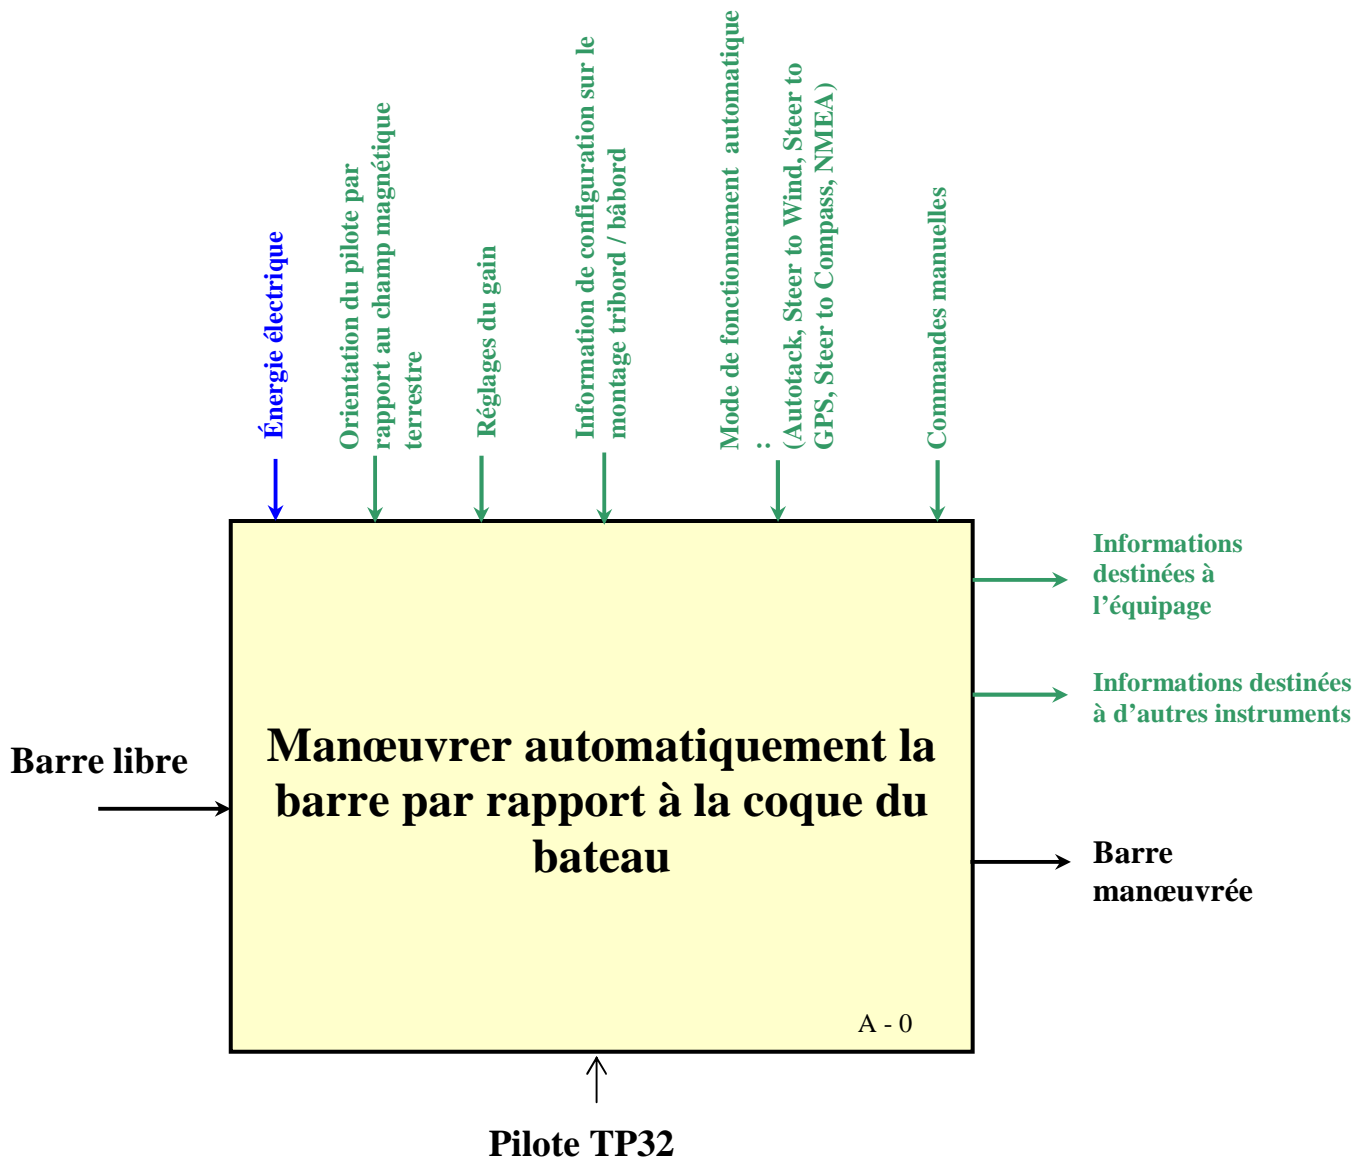 Énergie électrique
Orientation du pilote par
rapport au champ magnétique
terrestre
Réglages du gain
Information de configuration sur le
montage tribord / bâbord
Mode de fonctionnement automatique
:
(Autotack, Steer to Wind, Steer to
GPS, Steer to Compass, NMEA)
Commandes manuelles
Informations
destinées à
l’équipage
Informations destinées
à d’autres instruments
Barre libre
Manœuvrer automatiquement la
barre par rapport à la coque du
bateau
Barre
manœuvrée
A - 0
Pilote TP32